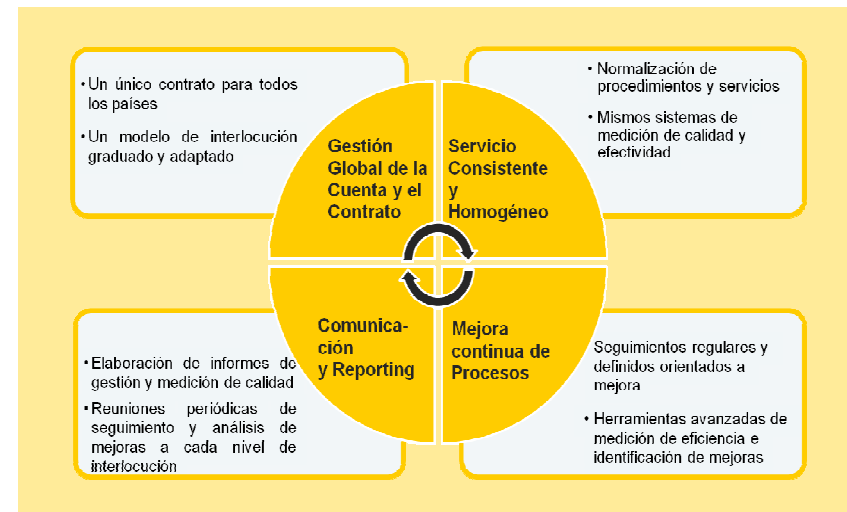 • Un único contrato para todos
los países
• Un modelo de interlocución
graduado y adaptado
Gestión
Global de la
Cuenta y el
Contrato
Servicio
Consistente
y
Homogéneo
• Normalización de
procedimientos y servicios
• Mismos sistemas de
medición de calidad y
efectividad
• Elaboración de informes de
gestión y medición de calidad
• Reuniones periódicas de
seguimiento y análisis de
mejoras a cada nivel de
interlocución
Comunica-
ción
y Reporting
Mejora
continua de
Procesos
Seguimientos regulares y
definidos orientados a
mejora
• Herramientas avanzadas de
medición de eficiencia e
identificación de mejoras